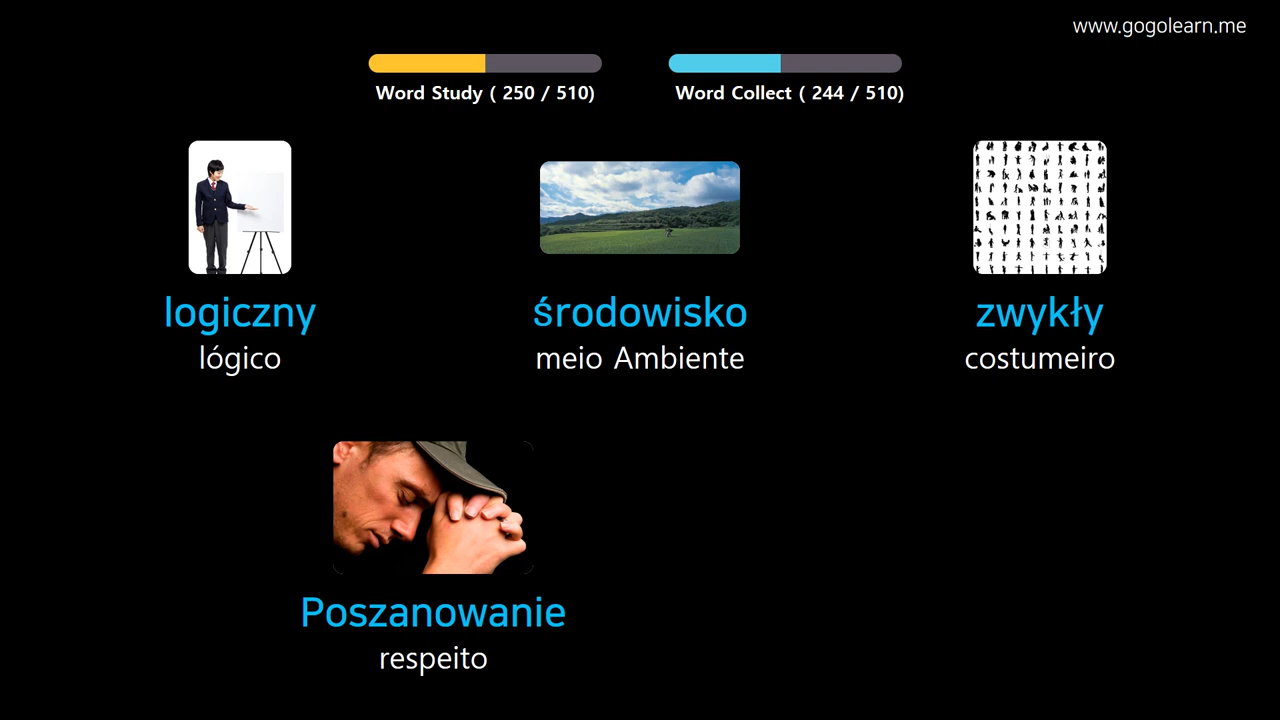 www.gogolearn.me
Word Study ( 250 / 510)
Word Collect ( 244 / 510)
logiczny
lógico
środowisko
meio Ambiente
zwykły
costumeiro
Poszanowanie
respeito